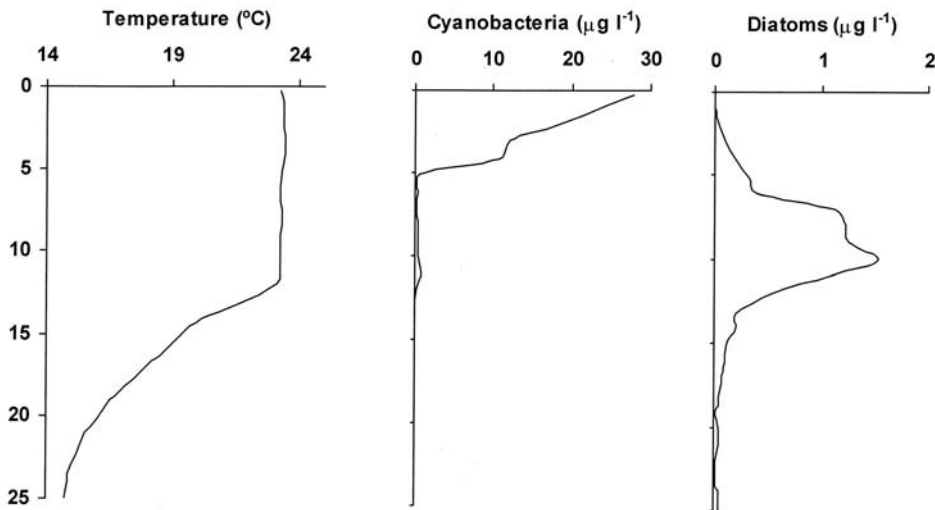 Temperature (ºC)
14 19 24
0
5
10
15
20
25
Cyanobacteria (μg l⁻¹)
0 10 20 30
Diatoms (μg l⁻¹)
0 1 2